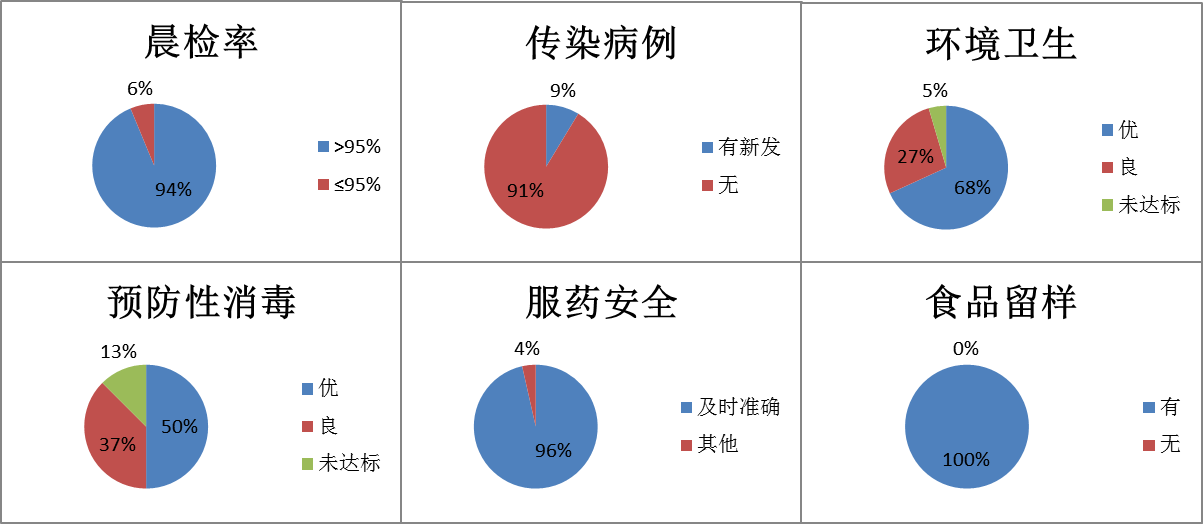 晨检率
6%
94%
>95%
≤95%
传染病例
9%
91%
有新发
无
环境卫生
5%
27%
68%
优
良
未达标
预防性消毒
13%
37%
50%
优
良
未达标
服药安全
4%
96%
及时准确
其他
食品留样
0%
100%
有
无